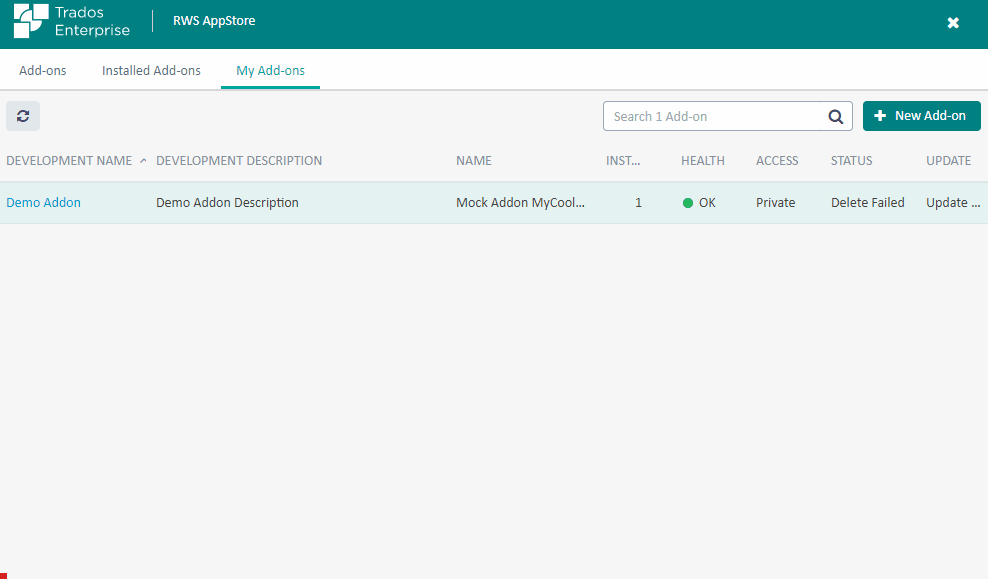 Trados
Enterprise
RWS AppStore
Add-ons Installed Add-ons My Add-ons
Search 1 Add-on
New Add-on
DEVELOPMENT NAME DEVELOPMENT DESCRIPTION NAME INST... HEALTH ACCESS STATUS UPDATE
Demo Addon Demo Addon Description Mock Addon MyCool... 1 OK Private Delete Failed Update ...